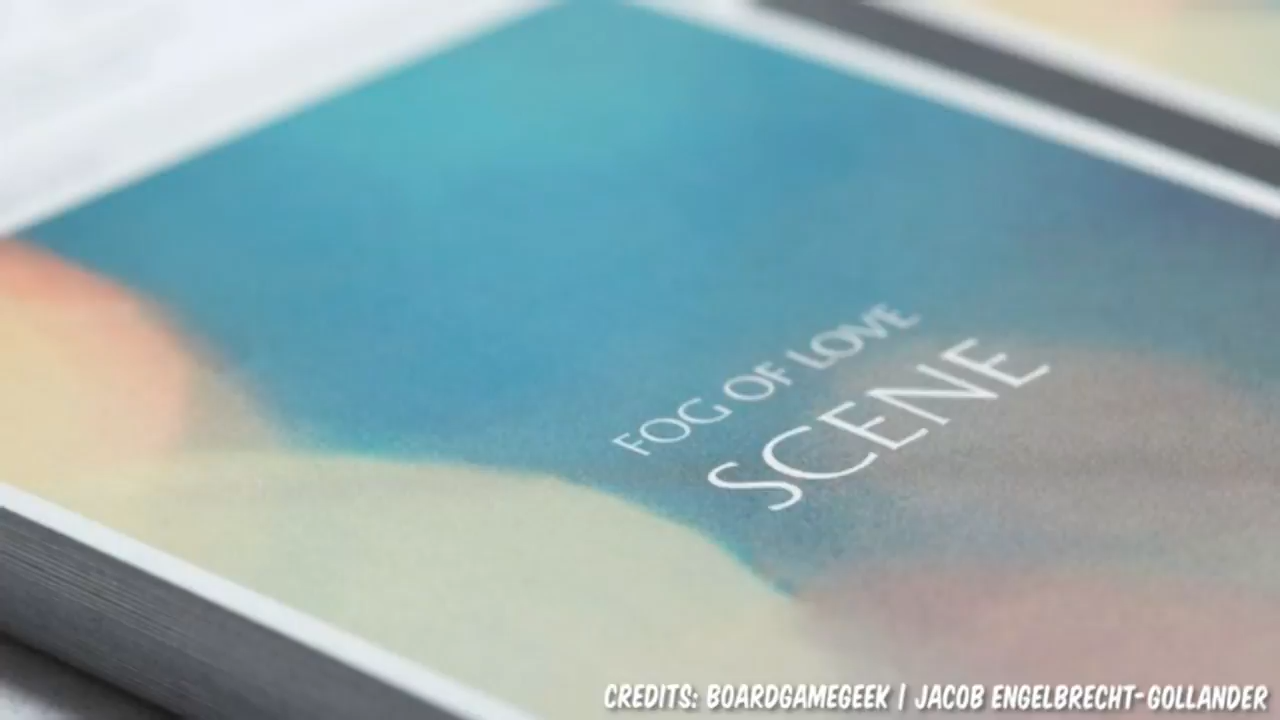 FOG OF LOVE
SCENE
CREDITS: BOARDGAMEGEEK | JACOB ENGELBRECHT-GOLLANDER